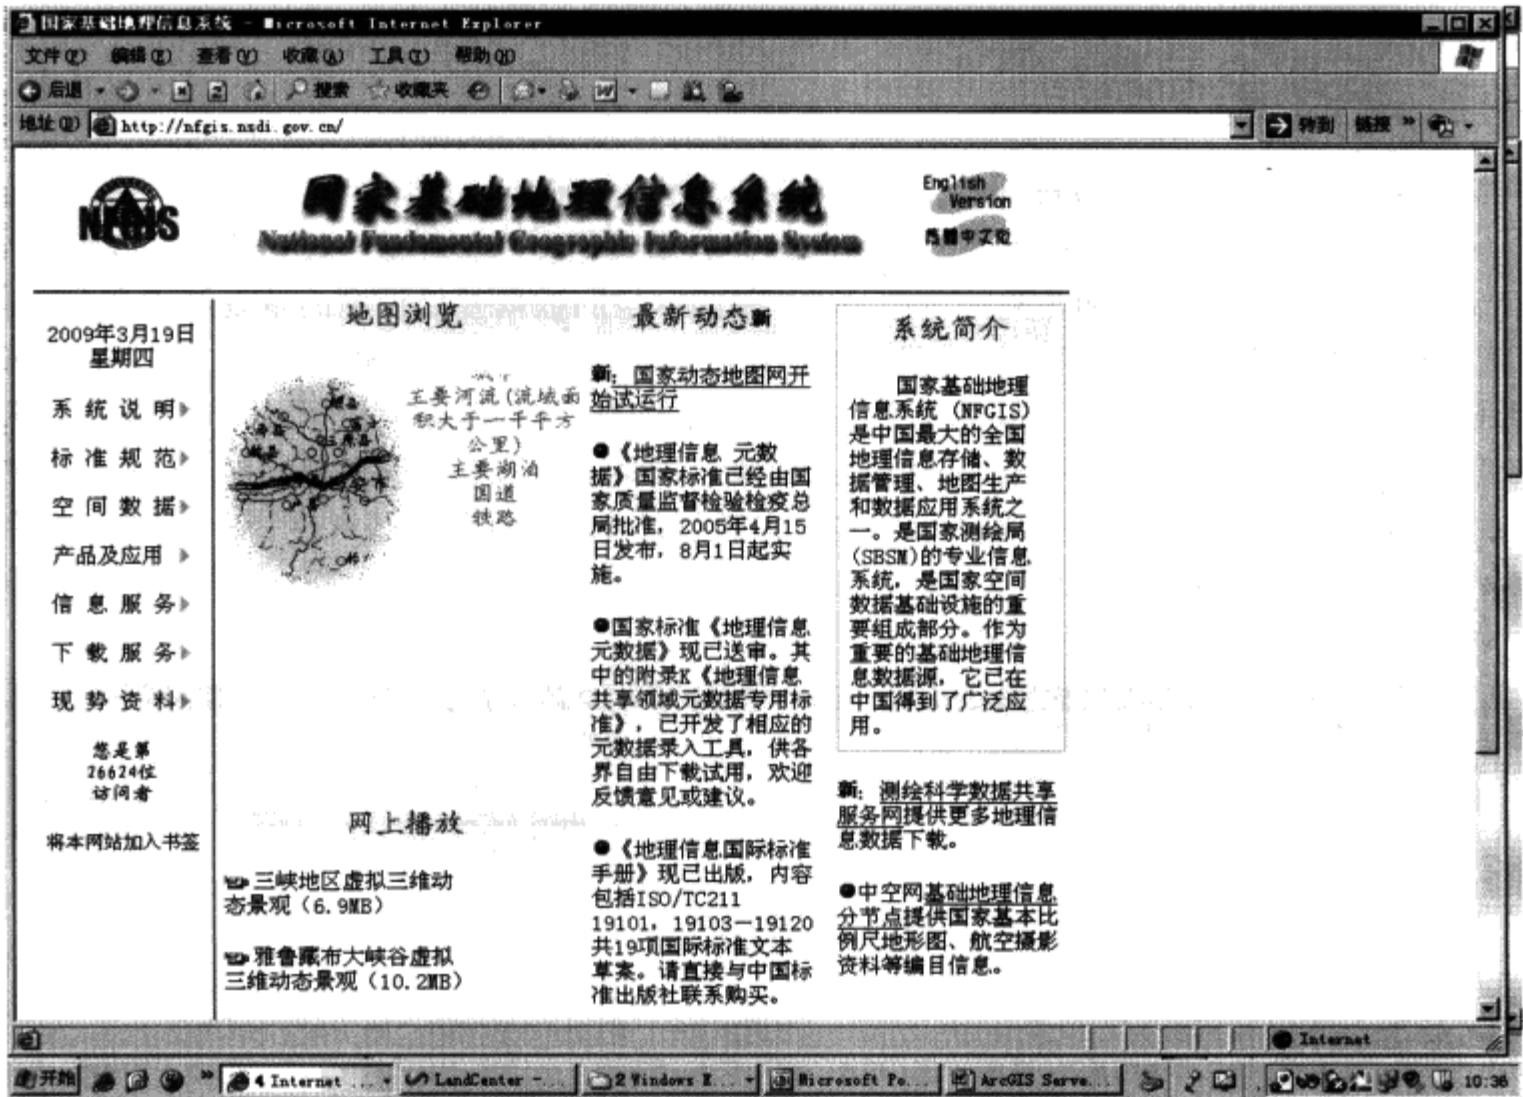 国家基础地理信息系统 - Microsoft Internet Explorer
文件(F) 编辑(E) 查看(V) 收藏(A) 工具(T) 帮助(H)
后退 搜索 收藏夹
地址(D) http://nfgis.nsdi.gov.cn/ 转到 链接 »
NFGIS
国家基础地理信息系统
National Fundamental Geographic Information System
English
Version
2009年3月19日
星期四
系统说明
标准规范
空间数据
产品及应用
信息服务
下载服务
现势资料
您是第
26624位
访问者
将本网站加入书签
地图浏览
主要河流(流域面
积大于一千平方
公里)
主要湖泊
国道
铁路
网上播放
三峡地区虚拟三维动
态景观（6.9MB）
雅鲁藏布大峡谷虚拟
三维动态景观（10.2MB）
最新动态新
新：国家动态地图网开
始试运行
●《地理信息 元数
据》国家标准已经由国
家质量监督检验检疫总
局批准，2005年4月15
日发布，8月1日起实
施。
●国家标准《地理信息
元数据》现已送审。其
中的附录K《地理信息
共享领域元数据专用标
准》，已开发了相应的
元数据录入工具，供各
界自由下载试用，欢迎
反馈意见或建议。
●《地理信息国际标准
手册》现已出版，内容
包括ISO/TC211
19101，19103—19120
共19项国际标准文本
草案。请直接与中国标
准出版社联系购买。
系统简介
国家基础地理
信息系统（NFGIS）
是中国最大的全国
地理信息存储、数
据管理、地图生产
和数据应用系统之
一。是国家测绘局
(SBSM)的专业信息
系统，是国家空间
数据基础设施的重
要组成部分。作为
重要的基础地理信
息数据源，它已在
中国得到了广泛应
用。
新：测绘科学数据共享
服务网提供更多地理信
息数据下载。
●中空网基础地理信息
分节点提供国家基本比
例尺地形图、航空摄影
资料等编目信息。
Internet
开始 » 4 Internet ... LandCenter -... 2 Windows E... Microsoft Po... ArcGIS Serve... 10:36